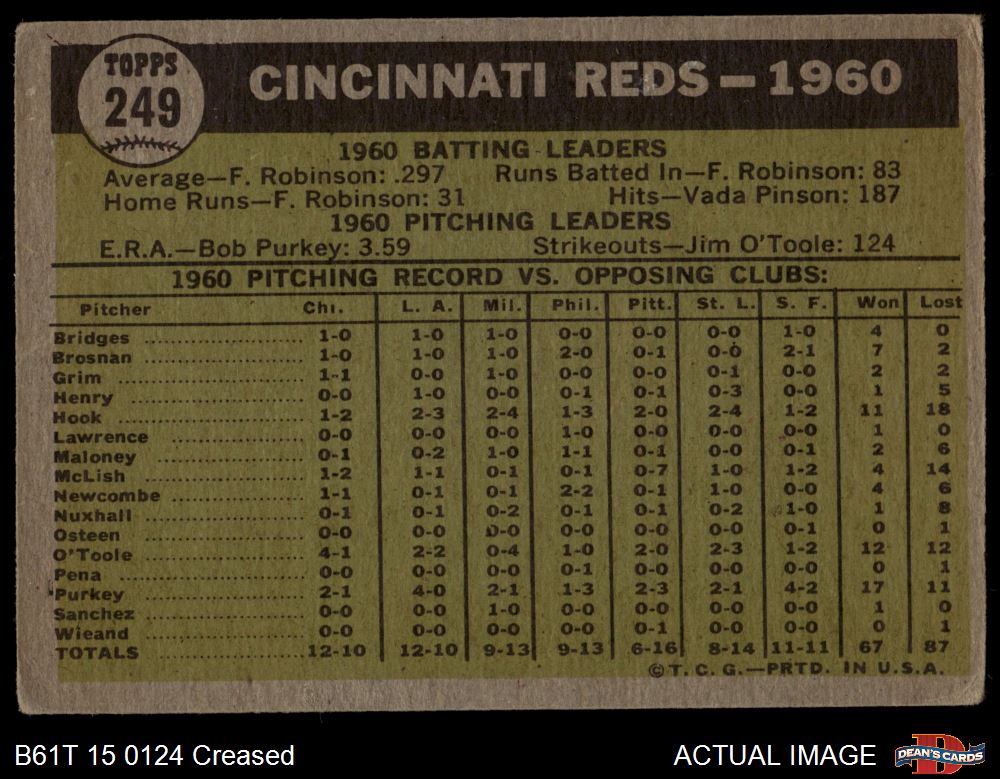 TOPPS
249
CINCINNATI REDS—1960
1960 BATTING LEADERS
Average—F. Robinson: .297 Runs Batted In—F. Robinson: 83
Home Runs—F. Robinson: 31 Hits—Vada Pinson: 187
1960 PITCHING LEADERS
E.R.A.—Bob Purkey: 3.59 Strikeouts—Jim O'Toole: 124
1960 PITCHING RECORD VS. OPPOSING CLUBS:
Pitcher Chi. L. A. Mil. Phil. Pitt. St. L. S. F. Won Lost
Bridges 1-0 1-0 1-0 0-0 0-0 0-0 1-0 4 0
Brosnan 1-0 1-0 1-0 2-0 0-1 0-0 2-1 7 2
Grim 1-1 0-0 1-0 0-0 0-0 0-1 0-0 2 2
Henry 0-0 1-0 0-0 0-1 0-1 0-3 0-0 1 5
Hook 1-2 2-3 2-4 1-3 2-0 2-4 1-2 11 18
Lawrence 0-0 0-0 0-0 1-0 0-0 0-0 0-0 1 0
Maloney 0-1 0-2 1-0 1-1 0-1 0-0 0-1 2 6
McLish 1-2 1-1 0-1 0-1 0-7 1-0 1-2 4 14
Newcombe 1-1 0-1 0-1 2-2 0-1 1-0 0-0 4 6
Nuxhall 0-1 0-1 0-2 0-1 0-1 0-2 1-0 1 8
Osteen 0-0 0-0 0-0 0-0 0-0 0-0 0-1 0 1
O'Toole 4-1 2-2 0-4 1-0 2-0 2-3 1-2 12 12
Pena 0-0 0-0 0-0 0-1 0-0 0-0 0-0 0 1
Purkey 2-1 4-0 2-1 1-3 2-3 2-1 4-2 17 11
Sanchez 0-0 0-0 1-0 0-0 0-0 0-0 0-0 1 0
Wieand 0-0 0-0 0-0 0-0 0-1 0-0 0-0 0 1
TOTALS 12-10 12-10 9-13 9-13 6-16 8-14 11-11 67 87
©T. C. G.—PRTD. IN U.S.A.
B61T 15 0124 Creased ACTUAL IMAGE DEAN'S CARDS